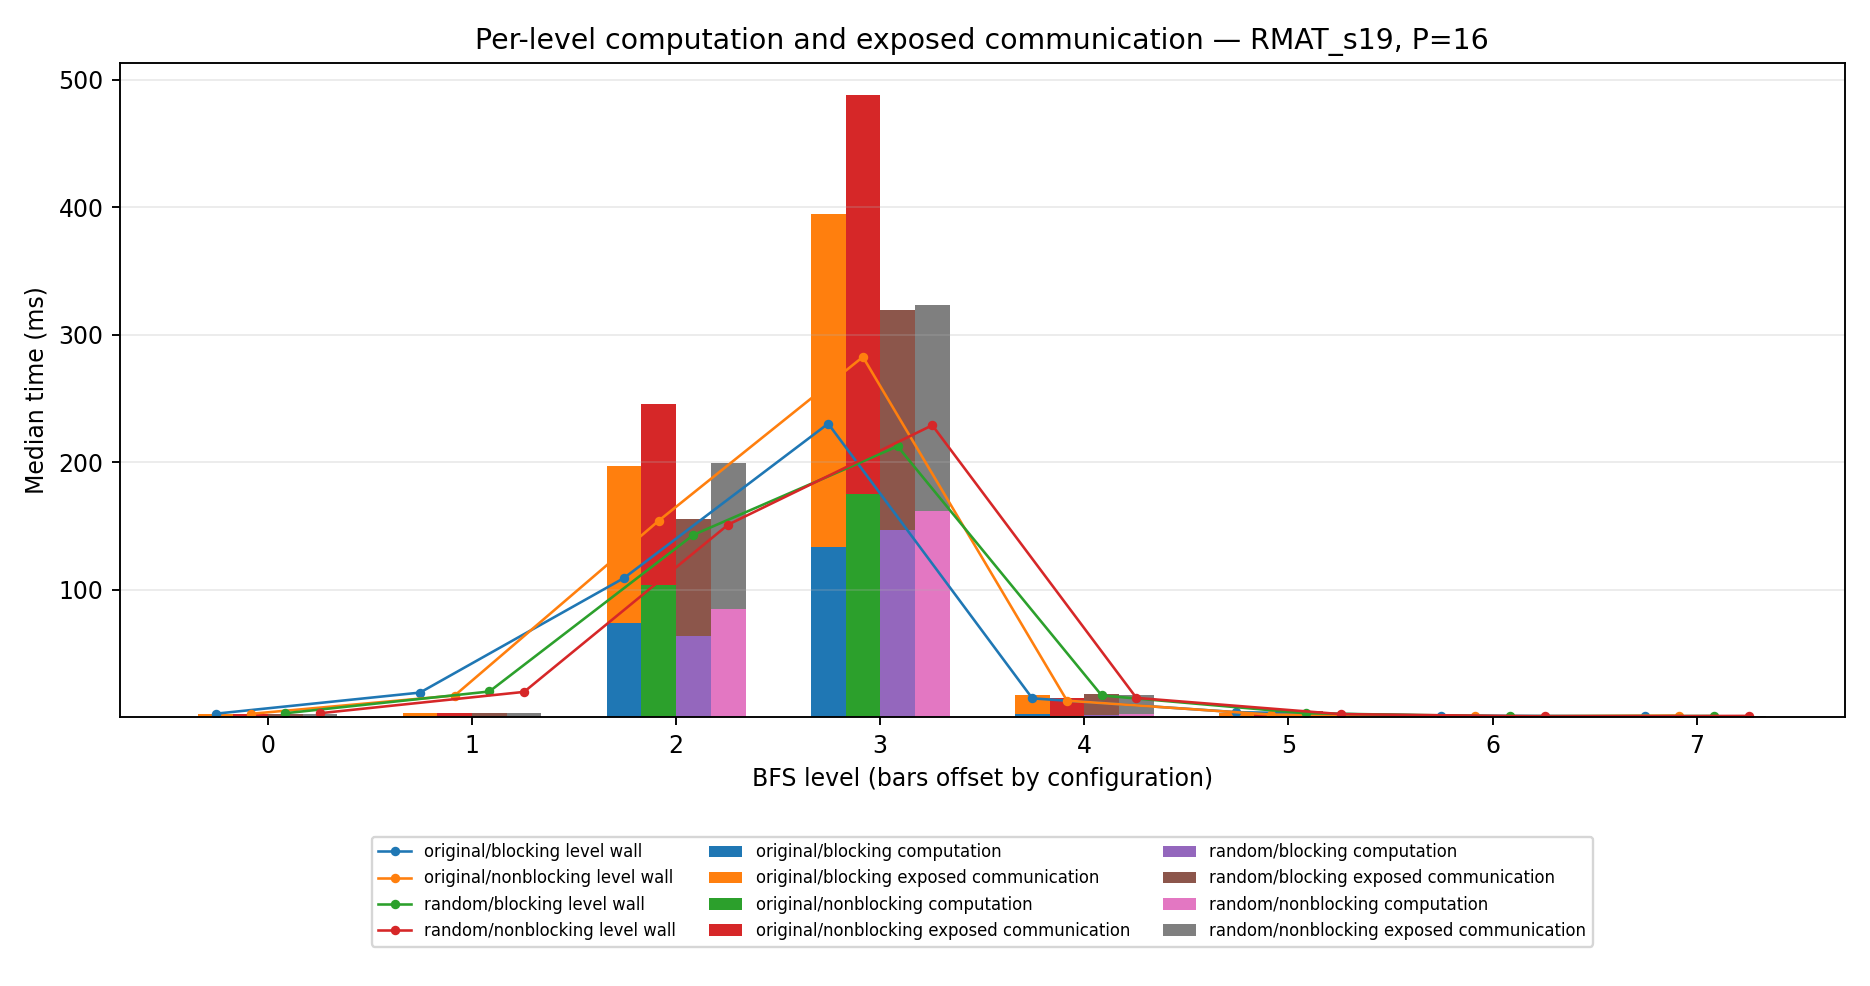 Per-level computation and exposed communication — RMAT_s19, P=16
Median time (ms)
500
400
300
200
100
0 1 2 3 4 5 6 7
BFS level (bars offset by configuration)
original/blocking level wall
original/nonblocking level wall
random/blocking level wall
random/nonblocking level wall
original/blocking computation
original/blocking exposed communication
original/nonblocking computation
original/nonblocking exposed communication
random/blocking computation
random/blocking exposed communication
random/nonblocking computation
random/nonblocking exposed communication